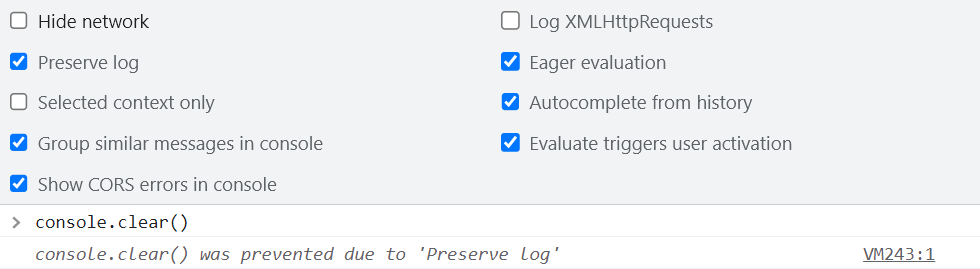 Hide network
Log XMLHttpRequests
Preserve log
Eager evaluation
Selected context only
Autocomplete from history
Group similar messages in console
Evaluate triggers user activation
Show CORS errors in console
console.clear()
console.clear() was prevented due to 'Preserve log'
VM243:1